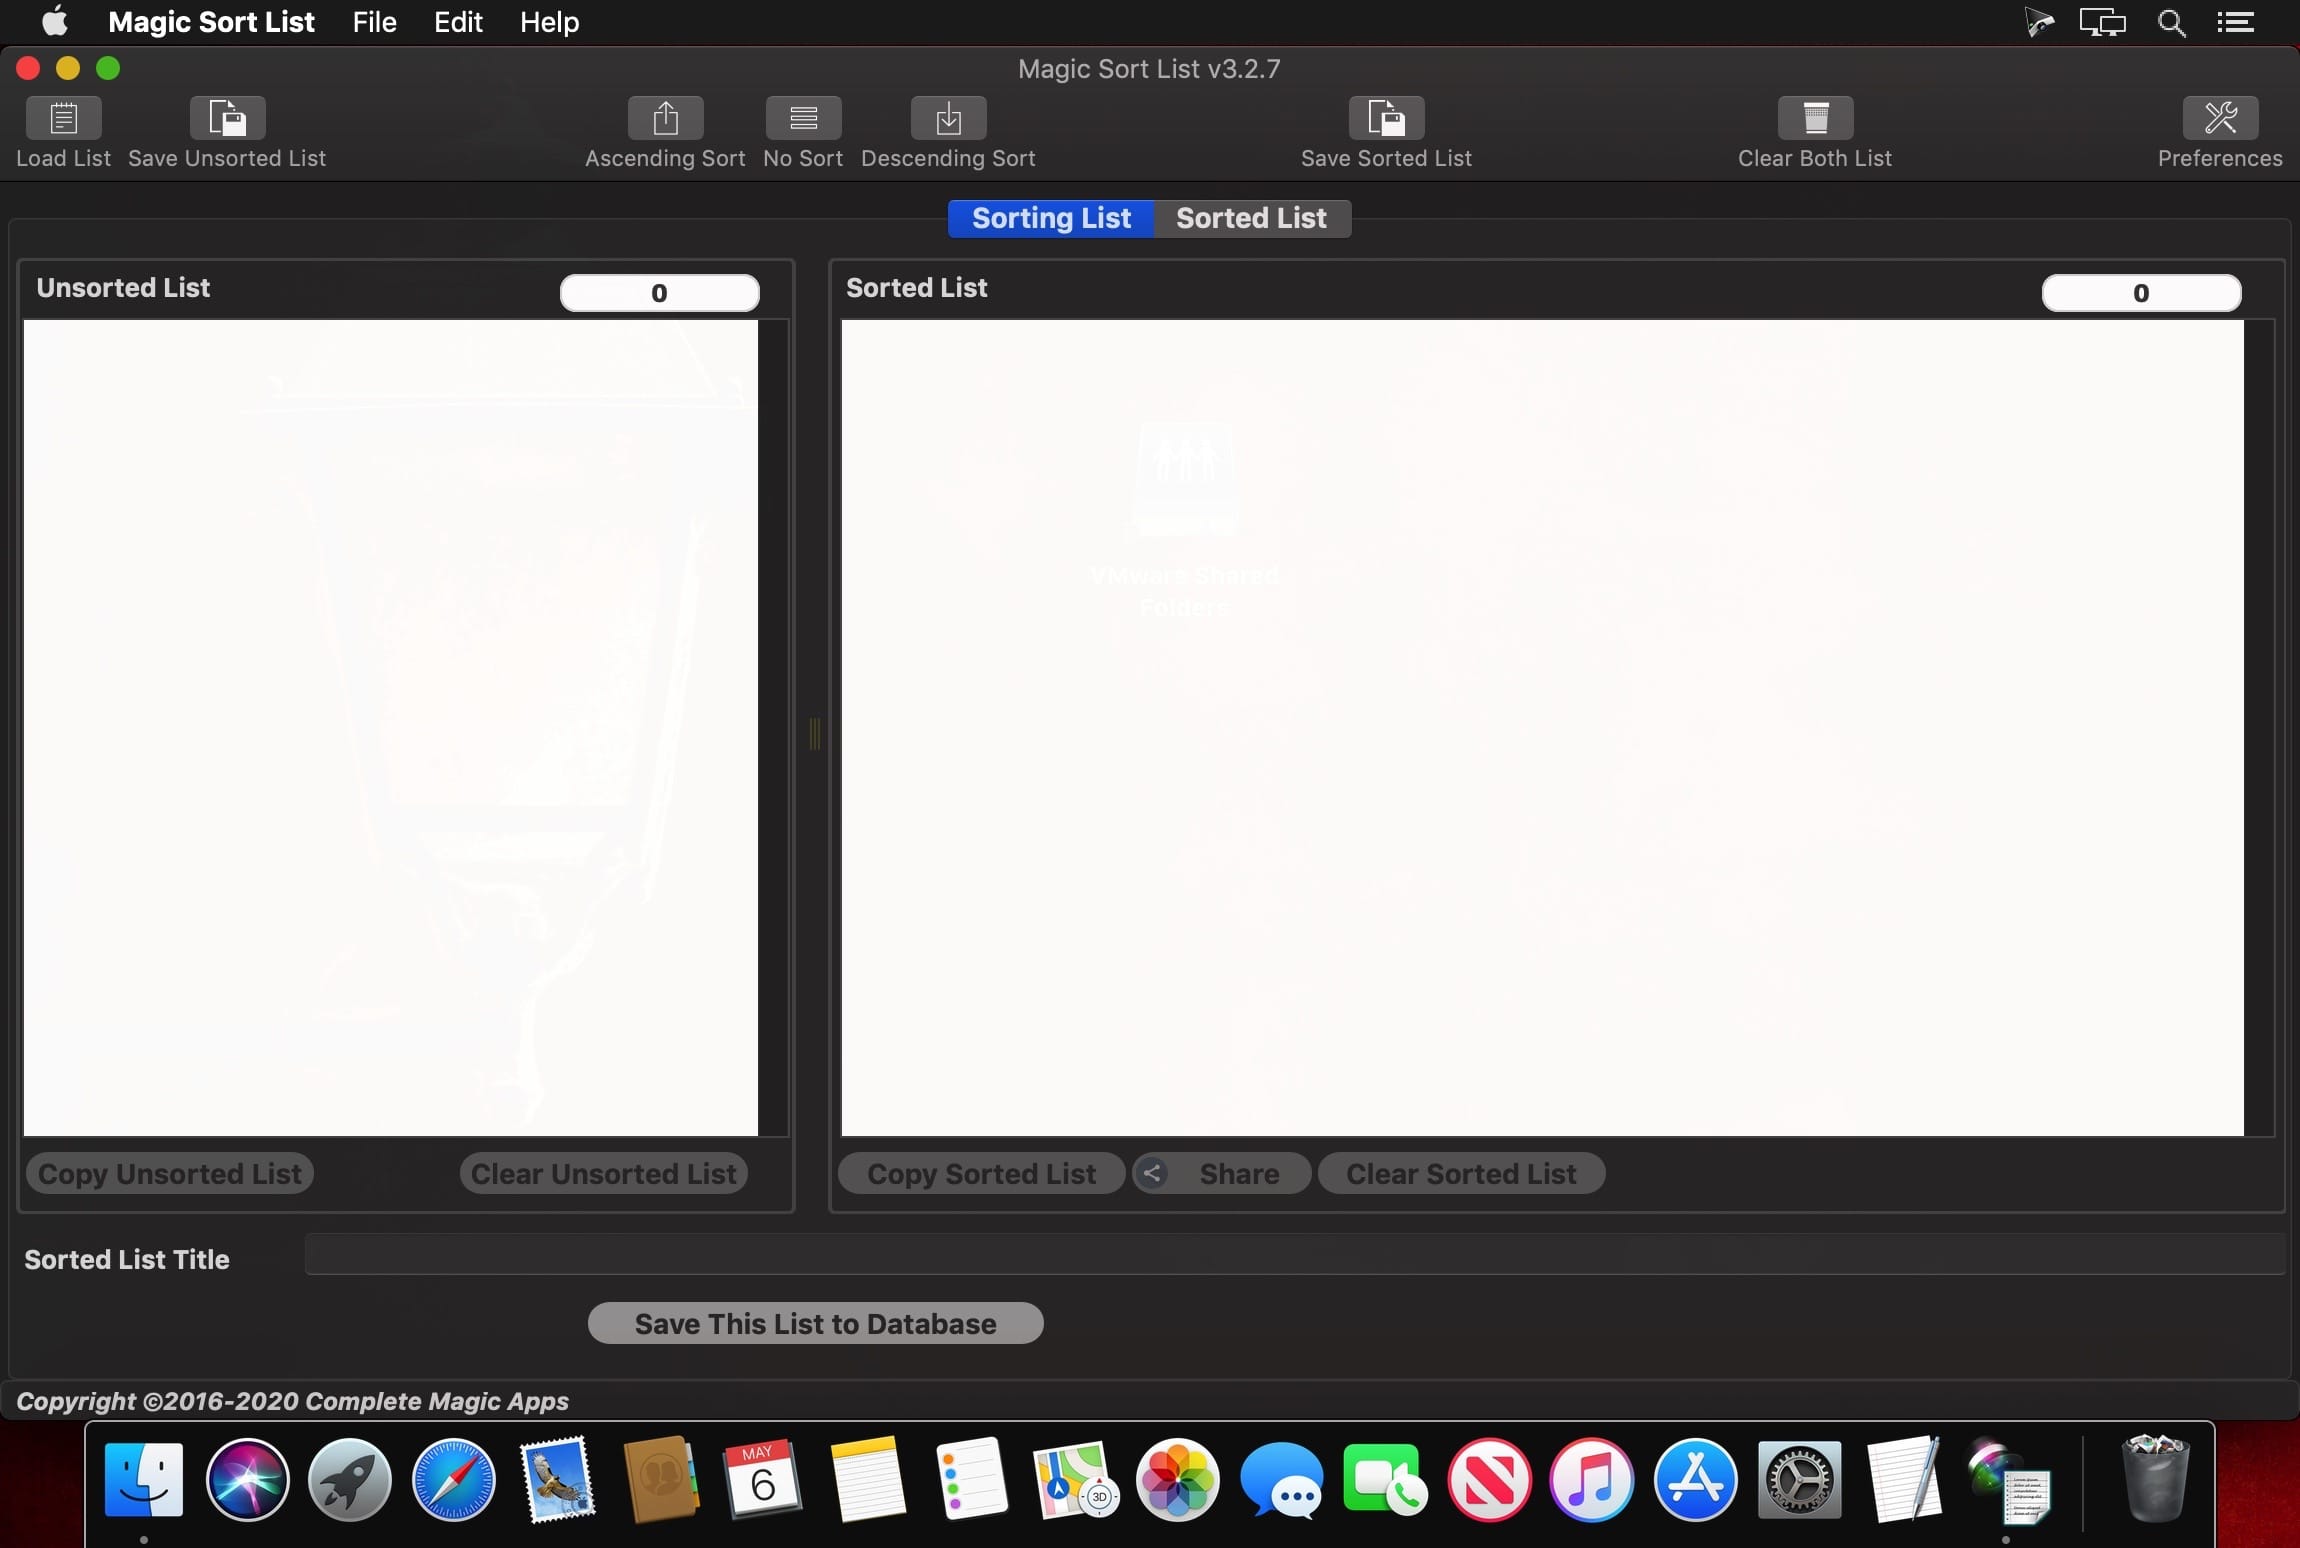 Magic Sort List File Edit Help
Magic Sort List v3.2.7
Load List Save Unsorted List Ascending Sort No Sort Descending Sort Save Sorted List Clear Both List Preferences
Sorting List Sorted List
Unsorted List 0 Sorted List 0
VMware Shared
Folders
Copy Unsorted List Clear Unsorted List Copy Sorted List Share Clear Sorted List
Sorted List Title
Save This List to Database
Copyright ©2016-2020 Complete Magic Apps
MAY
6
3D